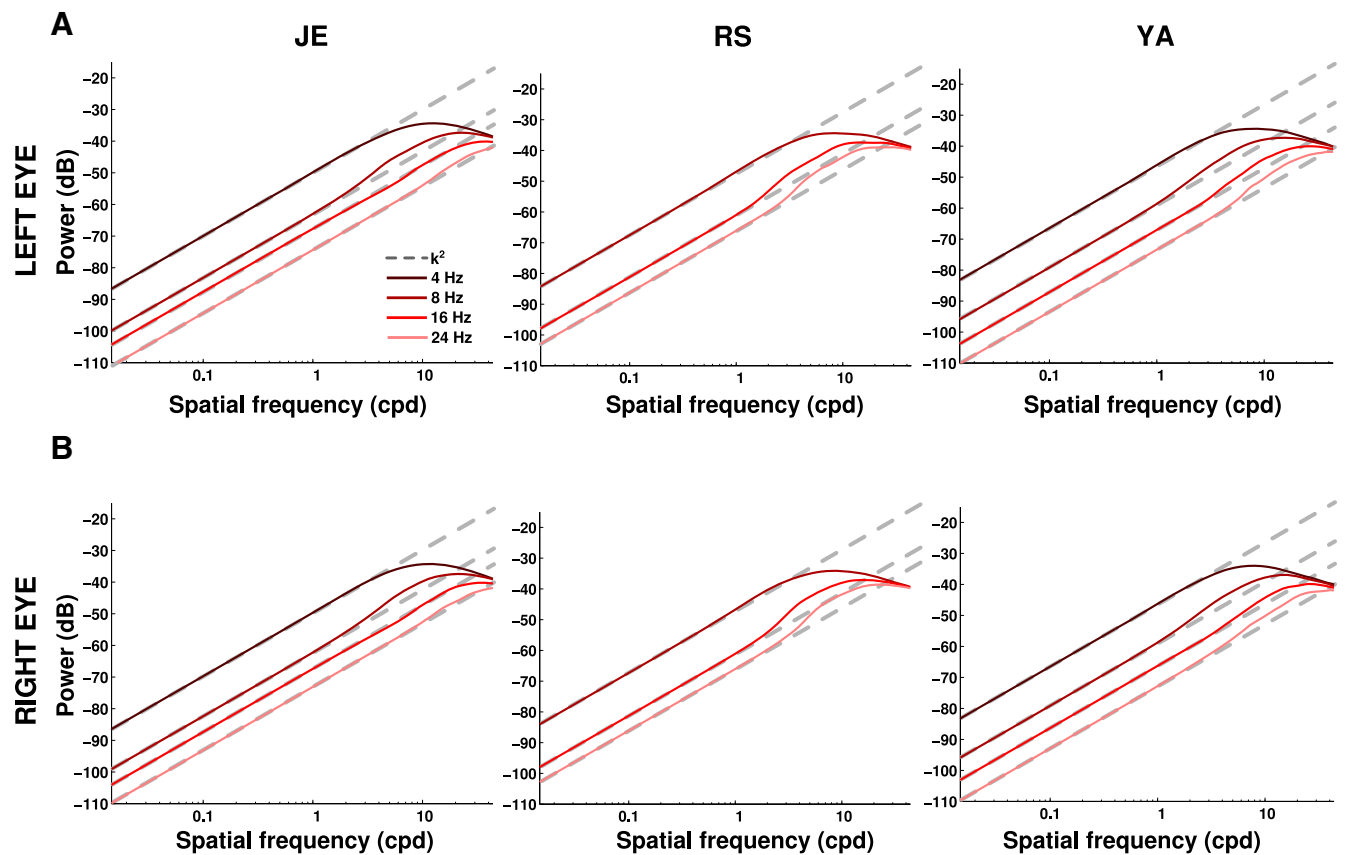 A
JE RS YA
LEFT EYE
Power (dB)
−20
−30
−40
−50
−60
−70
−80
−90
−100
−110
0.1 1 10
Spatial frequency (cpd)
k²
4 Hz
8 Hz
16 Hz
24 Hz
−20
−30
−40
−50
−60
−70
−80
−90
−100
−110
0.1 1 10
Spatial frequency (cpd)
−20
−30
−40
−50
−60
−70
−80
−90
−100
−110
0.1 1 10
Spatial frequency (cpd)
B
RIGHT EYE
Power (dB)
−20
−30
−40
−50
−60
−70
−80
−90
−100
−110
0.1 1 10
Spatial frequency (cpd)
−20
−30
−40
−50
−60
−70
−80
−90
−100
−110
0.1 1 10
Spatial frequency (cpd)
−20
−30
−40
−50
−60
−70
−80
−90
−100
−110
0.1 1 10
Spatial frequency (cpd)